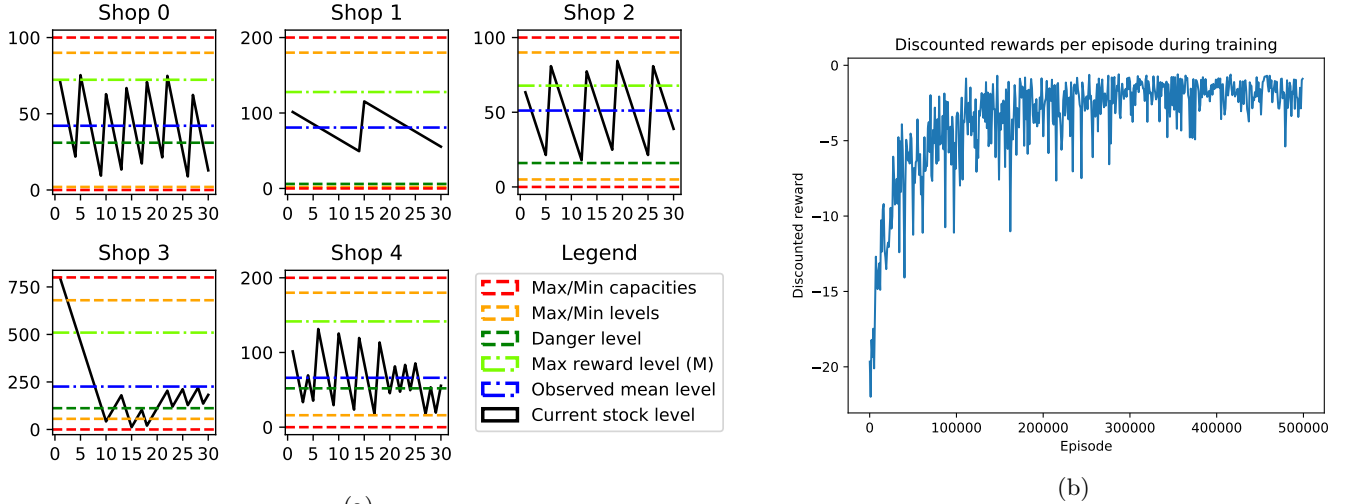 Shop 0
Shop 1
Shop 2
100
50
0
0 5 10 15 20 25 30
200
100
0
0 5 10 15 20 25 30
100
50
0
0 5 10 15 20 25 30
Shop 3
Shop 4
Legend
750
500
250
0
0 5 10 15 20 25 30
200
100
0
0 5 10 15 20 25 30
Max/Min capacities
Max/Min levels
Danger level
Max reward level (M)
Observed mean level
Current stock level
Discounted rewards per episode during training
Discounted reward
0
−5
−10
−15
−20
0 100000 200000 300000 400000 500000
Episode
(b)